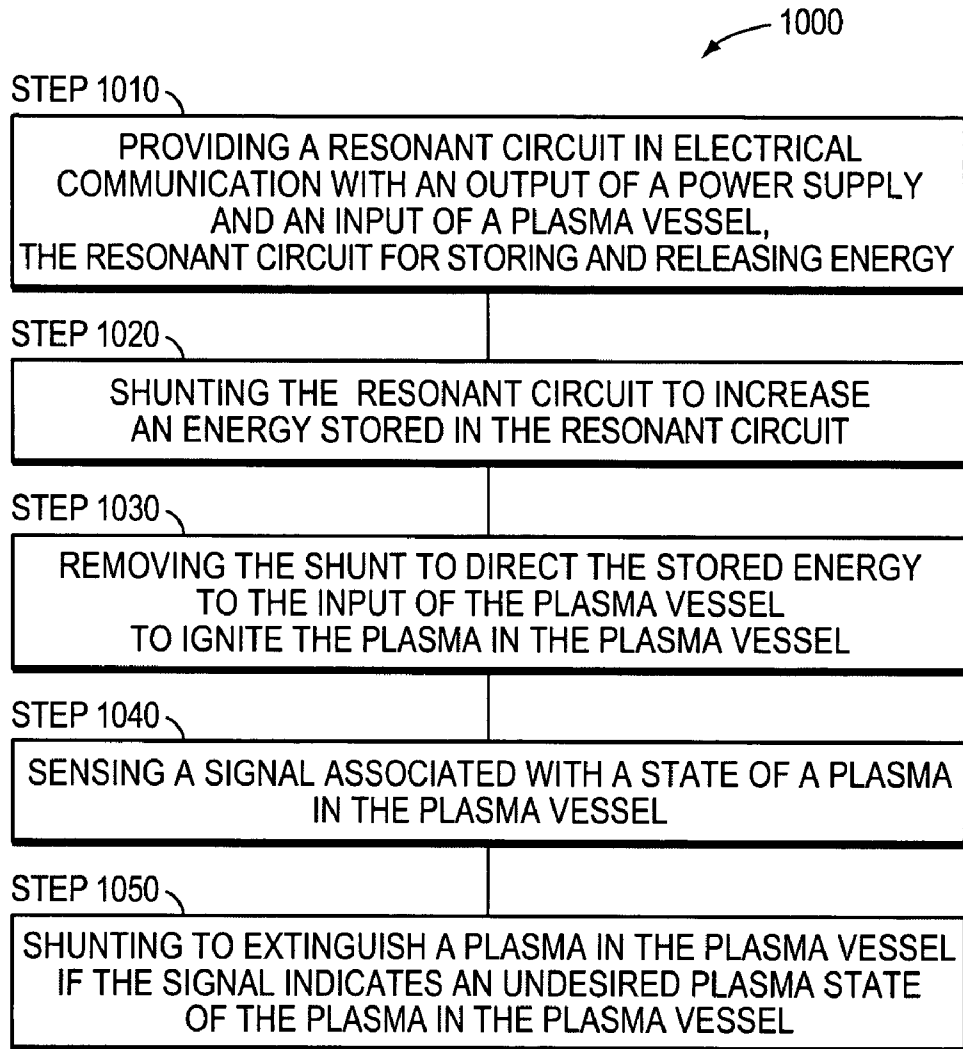 1000
STEP 1010
PROVIDING A RESONANT CIRCUIT IN ELECTRICAL
COMMUNICATION WITH AN OUTPUT OF A POWER SUPPLY
AND AN INPUT OF A PLASMA VESSEL,
THE RESONANT CIRCUIT FOR STORING AND RELEASING ENERGY
STEP 1020
SHUNTING THE RESONANT CIRCUIT TO INCREASE
AN ENERGY STORED IN THE RESONANT CIRCUIT
STEP 1030
REMOVING THE SHUNT TO DIRECT THE STORED ENERGY
TO THE INPUT OF THE PLASMA VESSEL
TO IGNITE THE PLASMA IN THE PLASMA VESSEL
STEP 1040
SENSING A SIGNAL ASSOCIATED WITH A STATE OF A PLASMA
IN THE PLASMA VESSEL
STEP 1050
SHUNTING TO EXTINGUISH A PLASMA IN THE PLASMA VESSEL
IF THE SIGNAL INDICATES AN UNDESIRED PLASMA STATE
OF THE PLASMA IN THE PLASMA VESSEL